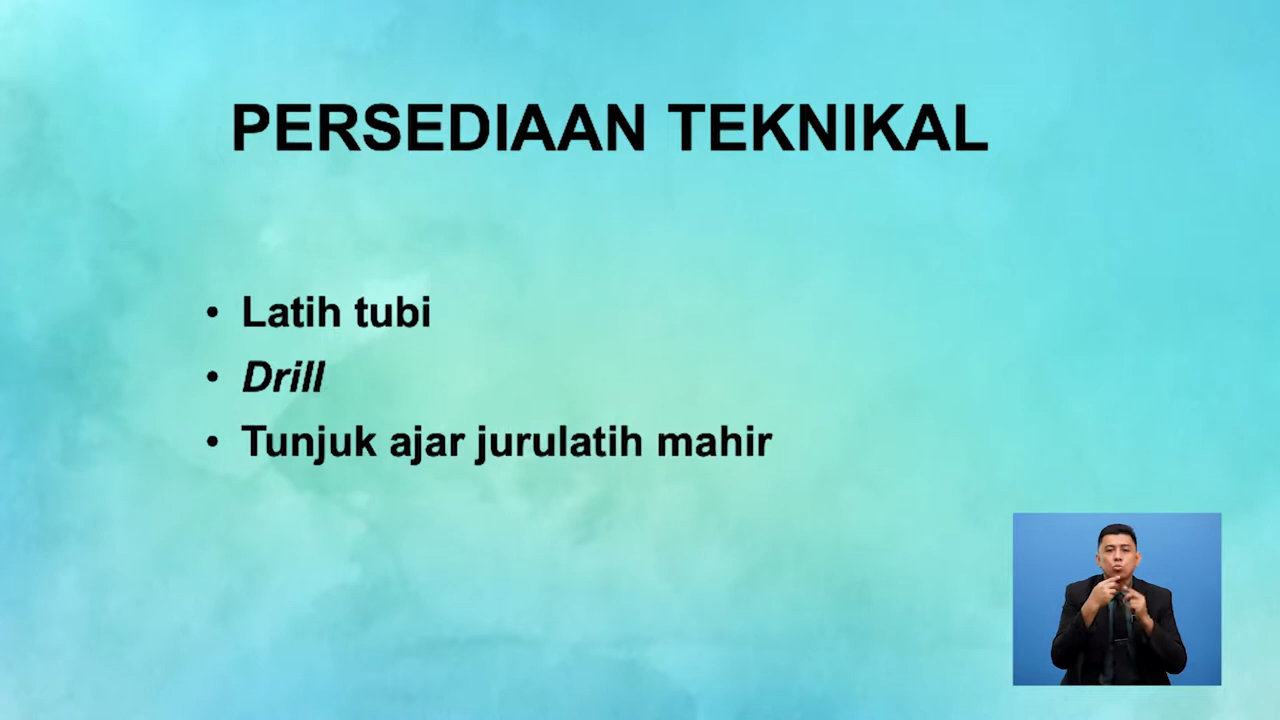 PERSEDIAAN TEKNIKAL
• Latih tubi
• Drill
• Tunjuk ajar jurulatih mahir